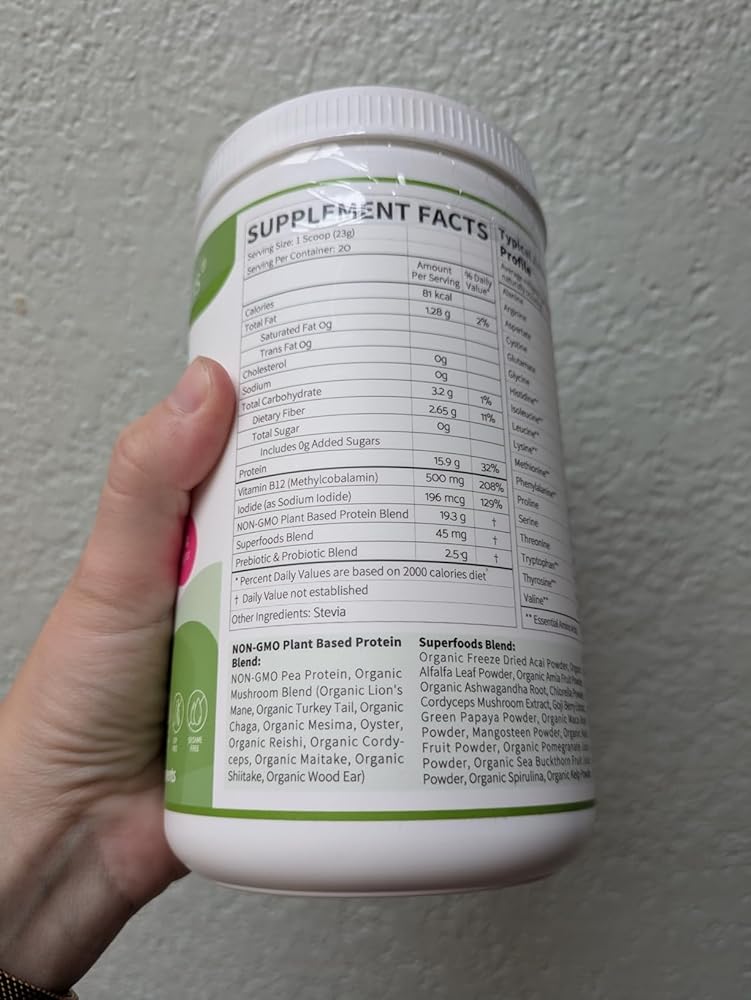 SUPPLEMENT FACTS
Serving Size: 1 Scoop (23g)
Serving Per Container: 20
Amount Per Serving
% Daily Value*
Calories 81 kcal
Total Fat 1.28 g 2%
Saturated Fat 0g
Trans Fat 0g
Cholesterol 0g
Sodium 0g
Total Carbohydrate 3.2 g 1%
Dietary Fiber 2.65 g 11%
Total Sugar 0g
Includes 0g Added Sugars
Protein 15.9 g 32%
Vitamin B12 (Methylcobalamin) 500 mg 208%
Iodide (as Sodium Iodide) 196 mcg 129%
NON-GMO Plant Based Protein Blend 19.3 g †
Superfoods Blend 45 mg †
Prebiotic & Probiotic Blend 2.5 g †
* Percent Daily Values are based on 2000 calories diet
† Daily Value not established
Other Ingredients: Stevia
Typical
Profile
Alanine
Arginine
Aspartate
Cystine
Glutamate
Glycine
Histidine**
Isoleucine**
Leucine**
Lysine**
Methionine**
Phenylalanine**
Proline
Serine
Threonine
Tryptophan**
Thyrosine**
Valine**
** Essential Amino
NON-GMO Plant Based Protein
Blend:
NON-GMO Pea Protein, Organic
Mushroom Blend (Organic Lion's
Mane, Organic Turkey Tail, Organic
Chaga, Organic Mesima, Oyster,
Organic Reishi, Organic Cordy-
ceps, Organic Maitake, Organic
Shiitake, Organic Wood Ear)
Superfoods Blend:
Organic Freeze Dried Acai Powder,
Alfalfa Leaf Powder, Organic Amla Fruit
Organic Ashwagandha Root, Chlorella
Cordyceps Mushroom Extract, Goji Berry
Green Papaya Powder, Organic Maca
Powder, Mangosteen Powder, Organic
Fruit Powder, Organic Pomegranate
Powder, Organic Sea Buckthorn Fruit
Powder, Organic Spirulina, Organic Kelp
SESAME
FREE